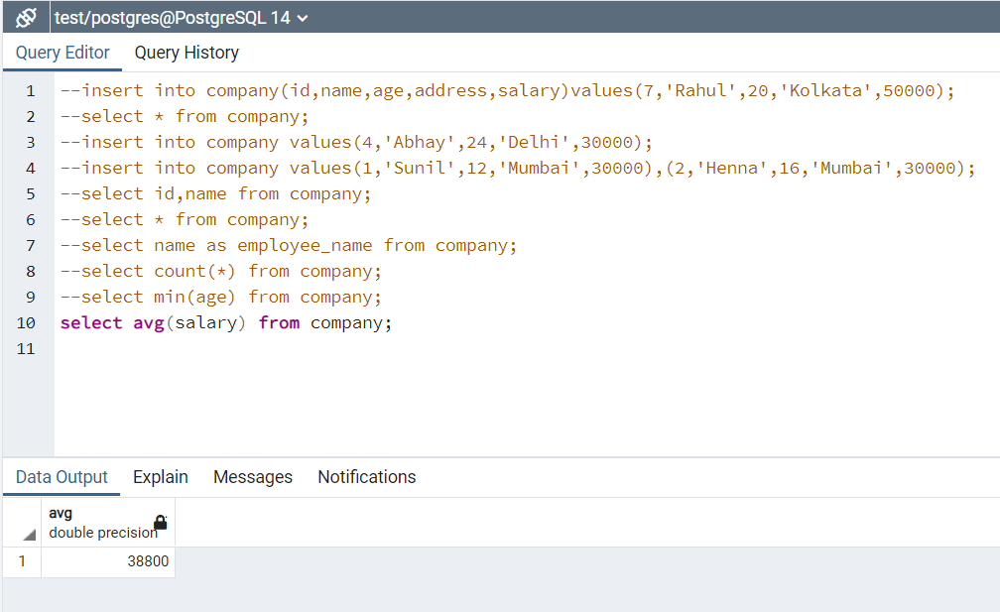 test/postgres@PostgreSQL 14
Query Editor Query History
1 --insert into company(id,name,age,address,salary)values(7,'Rahul',20,'Kolkata',50000);
2 --select * from company;
3 --insert into company values(4,'Abhay',24,'Delhi',30000);
4 --insert into company values(1,'Sunil',12,'Mumbai',30000),(2,'Henna',16,'Mumbai',30000);
5 --select id,name from company;
6 --select * from company;
7 --select name as employee_name from company;
8 --select count(*) from company;
9 --select min(age) from company;
10 select avg(salary) from company;
11
Data Output Explain Messages Notifications
avg
double precision
1 38800